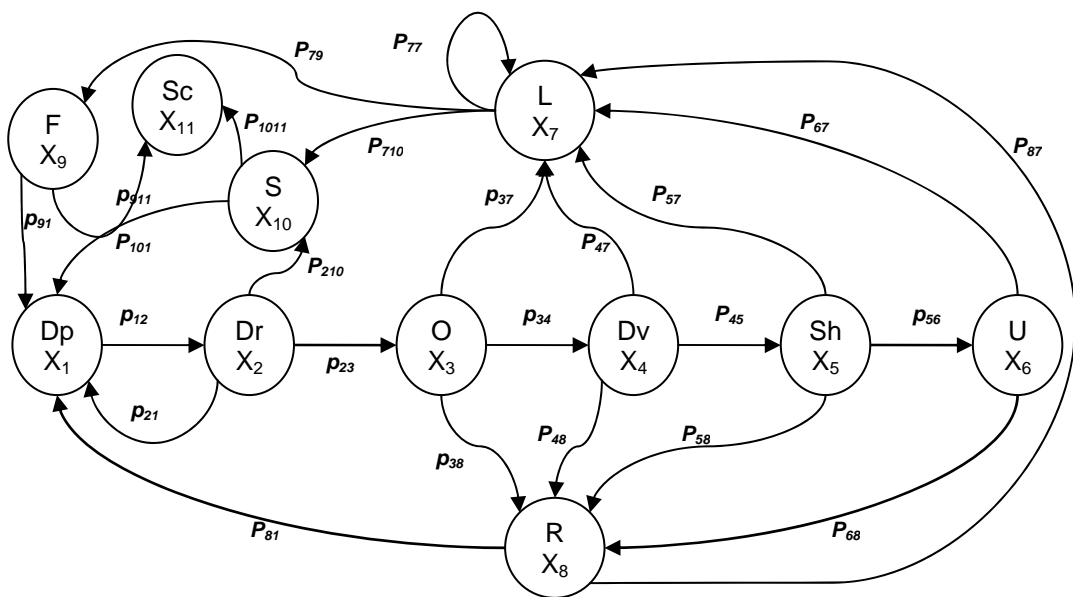 P79
P77
Sc
X11
L
X7
F
X9
P1011
P710
P67
P87
S
X10
p911
p37
P57
p91
P101
P47
P210
Dp
X1
p12
Dr
X2
p23
O
X3
p34
Dv
X4
P45
Sh
X5
p56
U
X6
p21
p38
P48
P58
P81
R
X8
P68